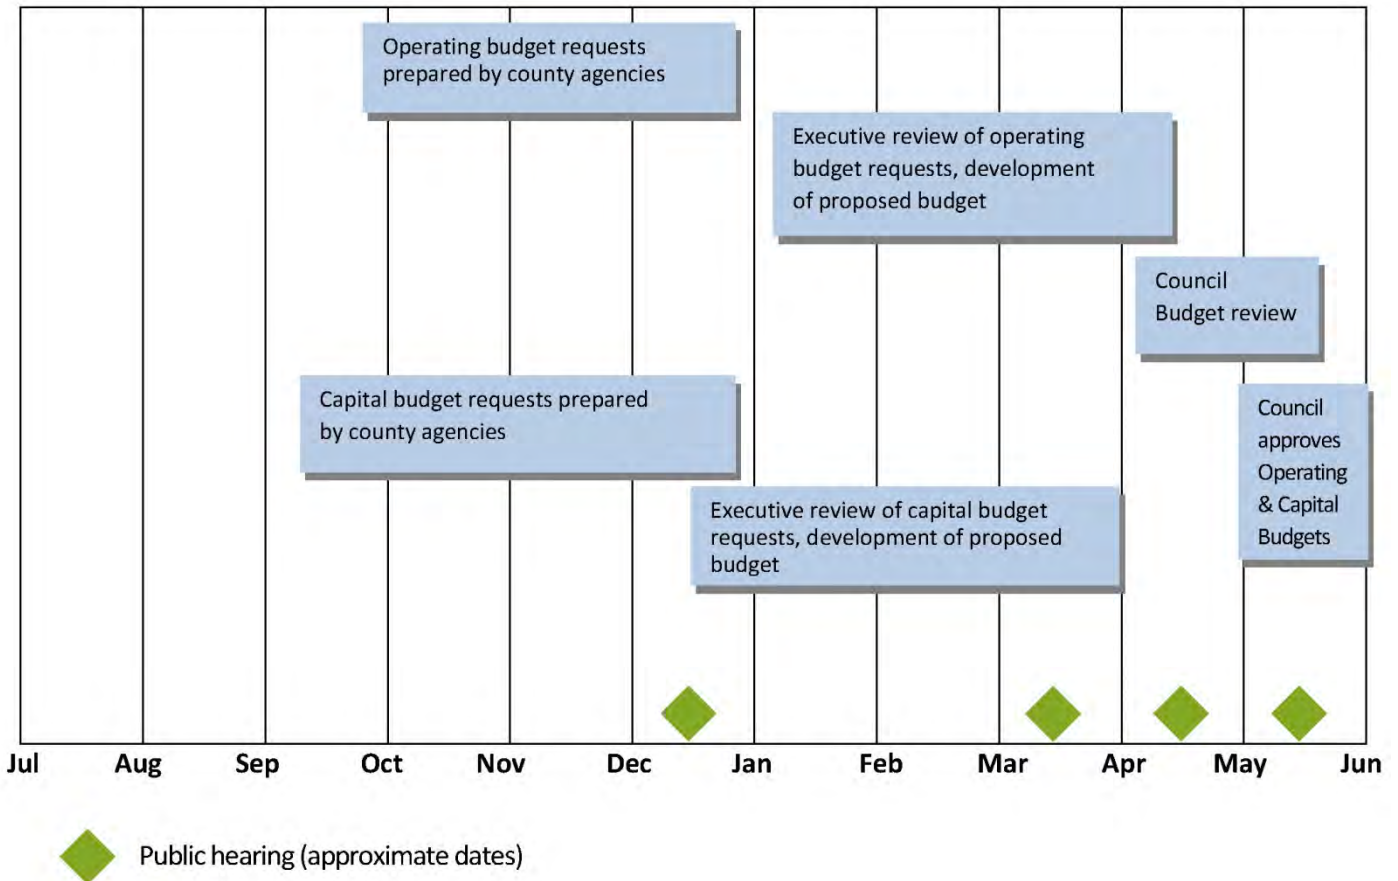 Operating budget requests
prepared by county agencies
Executive review of operating
budget requests, development
of proposed budget
Council
Budget review
Capital budget requests prepared
by county agencies
Council
approves
Operating
& Capital
Budgets
Executive review of capital budget
requests, development of proposed
budget
Jul Aug Sep Oct Nov Dec Jan Feb Mar Apr May Jun
Public hearing (approximate dates)